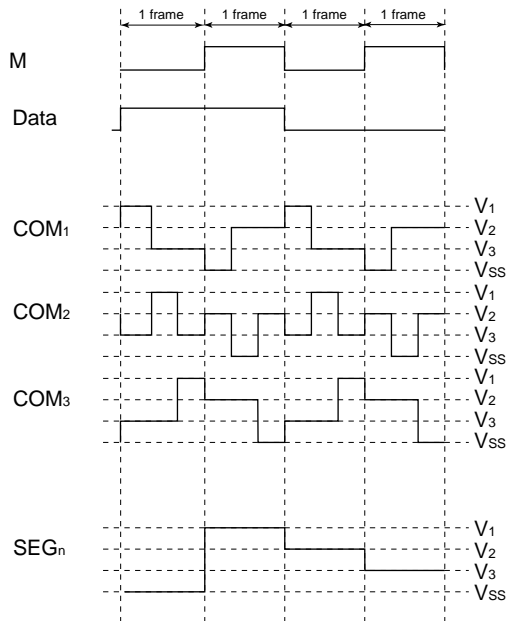 1 frame 1 frame 1 frame 1 frame
M
Data
V1
COM1
V2
V3
VSS
V1
COM2
V2
V3
VSS
V1
COM3
V2
V3
VSS
V1
SEGn
V2
V3
VSS